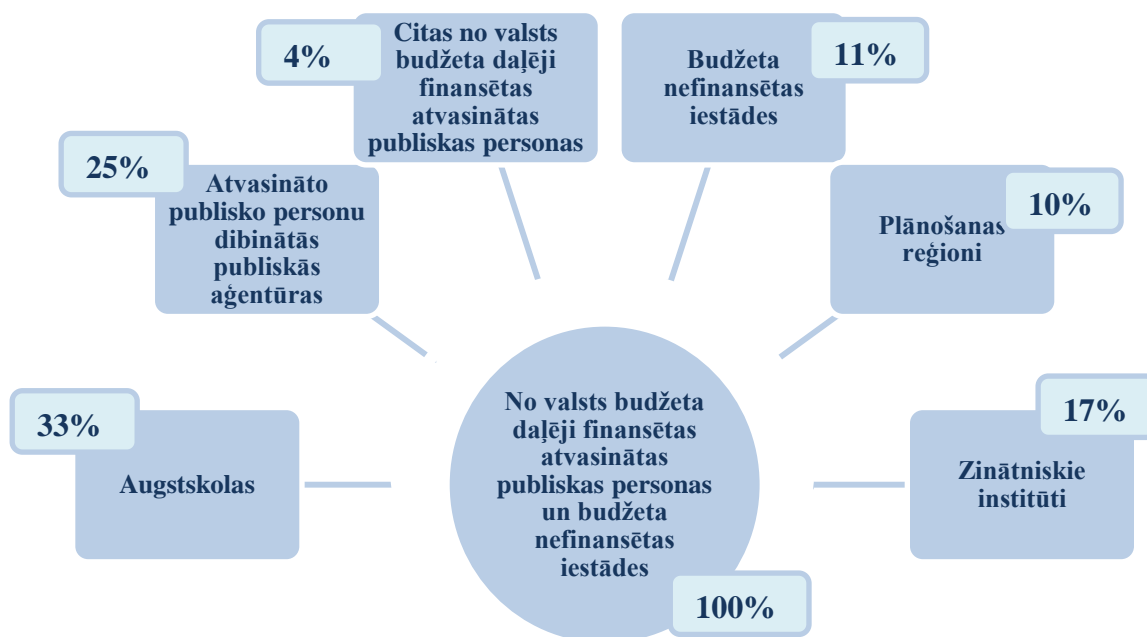 4%
Citas no valsts
budžeta daļēji
finansētas
atvasinātas
publiskas personas
Budžeta
nefinansētas
iestādes
11%
25%
Atvasināto
publisko personu
dibinātās
publiskās
aģentūras
Plānošanas
reģioni
10%
33%
Augstskolas
No valsts budžeta
daļēji finansētas
atvasinātas
publiskas personas
un budžeta
nefinansētas
iestādes
100%
17%
Zinātniskie
institūti